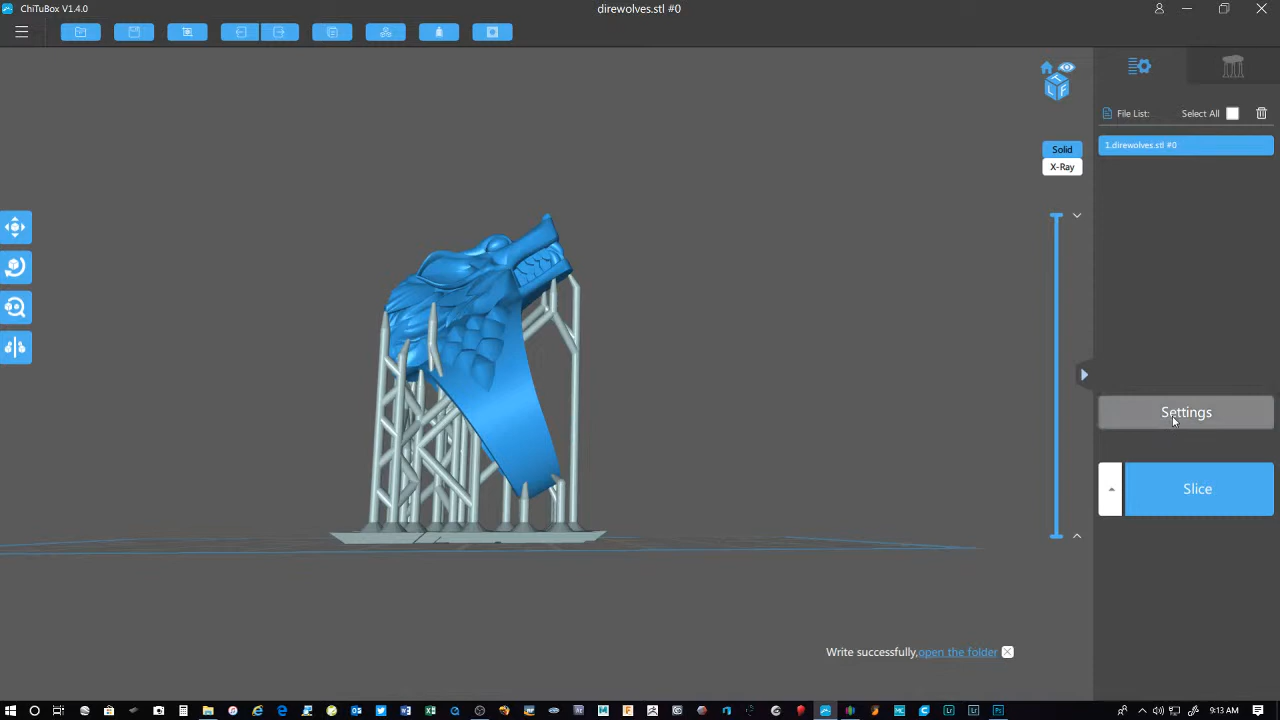 ChiTuBox V1.4.0
direwolves.stl #0
File List:
Select All
1.direwolves.stl #0
Solid
X-Ray
Settings
Slice
Write successfully,open the folder
9:13 AM